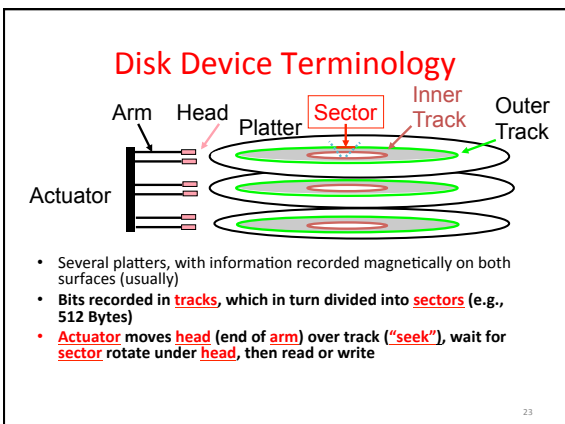 Disk Device Terminology
Arm Head Platter Sector Inner Track Outer Track
Actuator
• Several platters, with information recorded magnetically on both
surfaces (usually)
• Bits recorded in tracks, which in turn divided into sectors (e.g.,
512 Bytes)
• Actuator moves head (end of arm) over track ("seek"), wait for
sector rotate under head, then read or write
23